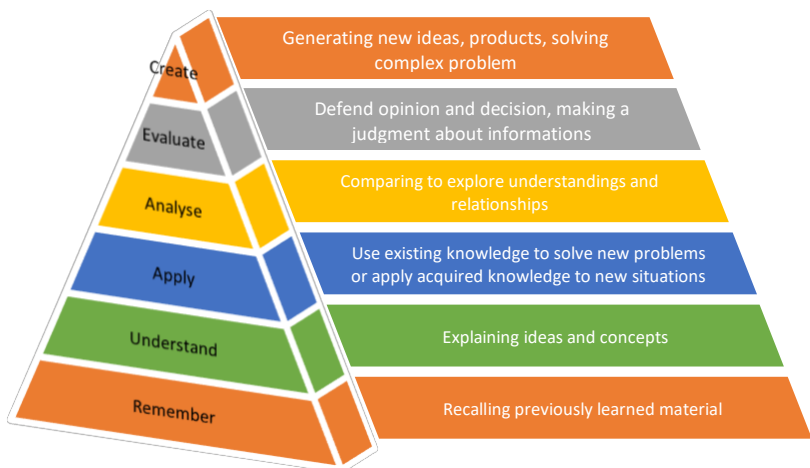 Create
Generating new ideas, products, solving
complex problem
Evaluate
Defend opinion and decision, making a
judgment about informations
Analyse
Comparing to explore understandings and
relationships
Apply
Use existing knowledge to solve new problems
or apply acquired knowledge to new situations
Understand
Explaining ideas and concepts
Remember
Recalling previously learned material